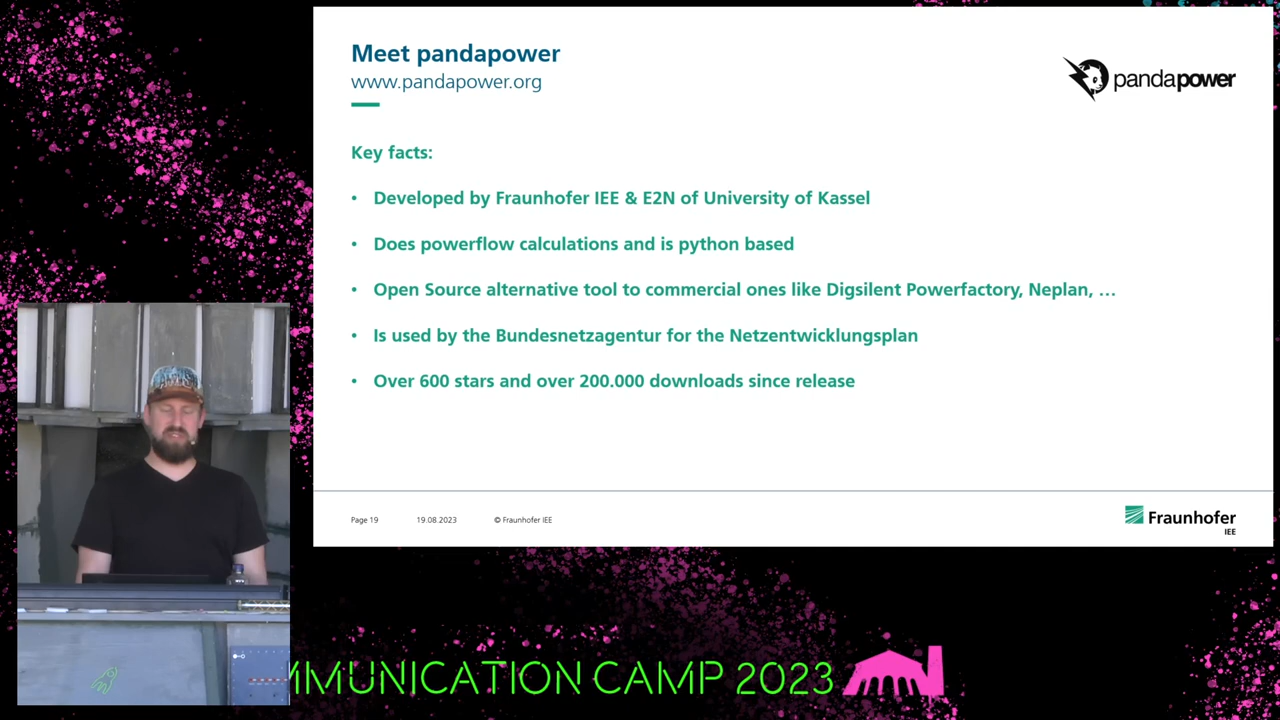 Meet pandapower
www.pandapower.org
pandapower
Key facts:
• Developed by Fraunhofer IEE & E2N of University of Kassel
• Does powerflow calculations and is python based
• Open Source alternative tool to commercial ones like Digsilent Powerfactory, Neplan, …
• Is used by the Bundesnetzagentur for the Netzentwicklungsplan
• Over 600 stars and over 200.000 downloads since release
Page 19 19.08.2023 © Fraunhofer IEE
Fraunhofer
IEE
MMUNICATION CAMP 2023